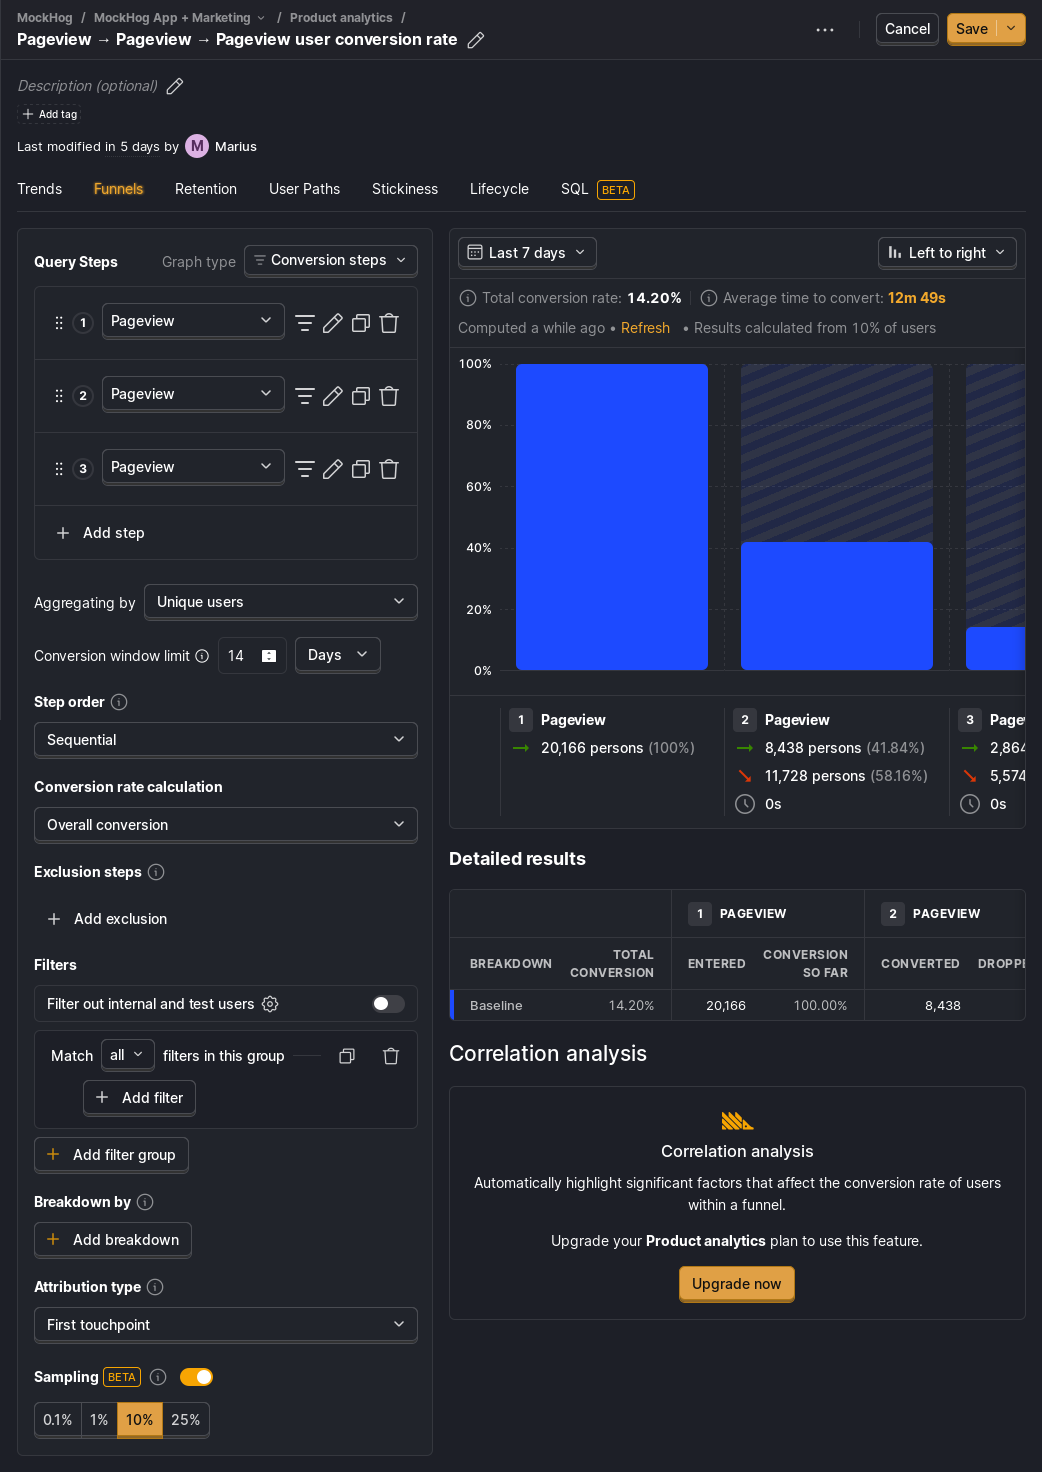 MockHog / MockHog App + Marketing / Product analytics /
Pageview → Pageview → Pageview user conversion rate
Cancel
Save
Description (optional)
Add tag
Last modified in 5 days by M Marius
Trends Funnels Retention User Paths Stickiness Lifecycle SQL BETA
Query Steps
Graph type Conversion steps
1 Pageview
2 Pageview
3 Pageview
Add step
Aggregating by Unique users
Conversion window limit 14 Days
Step order
Sequential
Conversion rate calculation
Overall conversion
Exclusion steps
Add exclusion
Filters
Filter out internal and test users
Match all filters in this group
Add filter
Add filter group
Breakdown by
Add breakdown
Attribution type
First touchpoint
Sampling BETA
0.1% 1% 10% 25%
Last 7 days
Left to right
Total conversion rate: 14.20% Average time to convert: 12m 49s
Computed a while ago • Refresh • Results calculated from 10% of users
100%
80%
60%
40%
20%
0%
1 Pageview
20,166 persons (100%)
2 Pageview
8,438 persons (41.84%)
11,728 persons (58.16%)
0s
3
2,864
5,574
0s
Detailed results
1 PAGEVIEW 2 PAGEVIEW
BREAKDOWN
TOTAL
CONVERSION
ENTERED
CONVERSION
SO FAR
CONVERTED
Baseline 14.20% 20,166 100.00% 8,438
Correlation analysis
Correlation analysis
Automatically highlight significant factors that affect the conversion rate of users
within a funnel.
Upgrade your Product analytics plan to use this feature.
Upgrade now